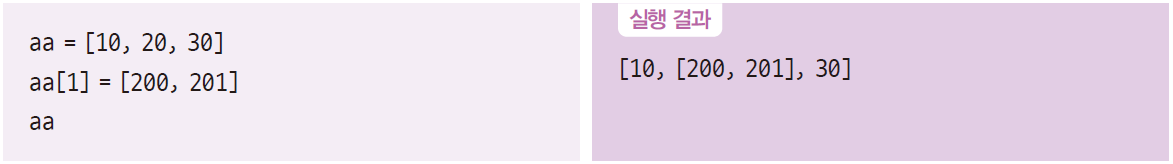 aa = [10, 20, 30]
aa[1] = [200, 201]
aa
실행 결과
[10, [200, 201], 30]